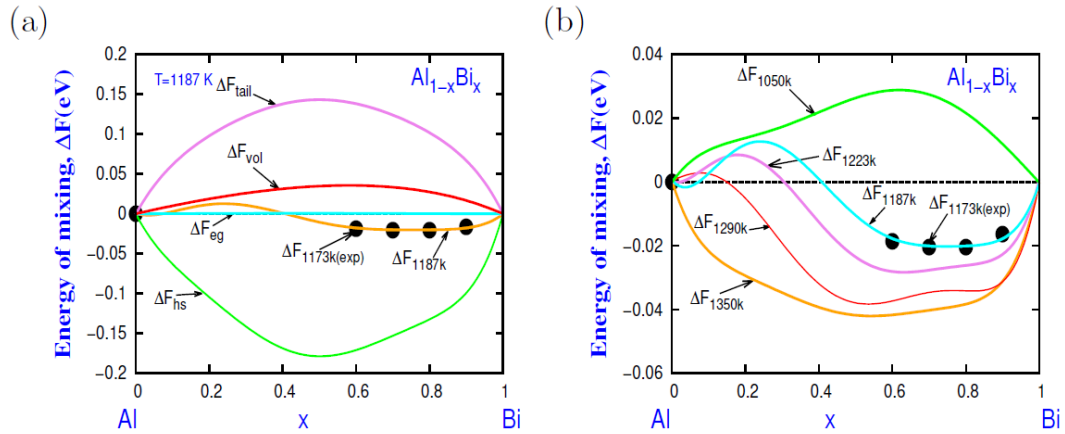 (a)
Energy of mixing, ΔF(eV)
0.2
0.15
0.1
0.05
0
−0.05
−0.1
−0.15
−0.2
T=1187 K
Al1−xBix
ΔFtail
ΔFvol
ΔFeg
ΔF1173k(exp)
ΔF1187k
ΔFhs
0 0.2 0.4 0.6 0.8 1
Al x Bi
(b)
Energy of mixing, ΔF(eV)
0.04
0.02
0
−0.02
−0.04
−0.06
Al1−xBix
ΔF1050k
ΔF1223k
ΔF1187k
ΔF1173k(exp)
ΔF1290k
ΔF1350k
0 0.2 0.4 0.6 0.8 1
Al x Bi